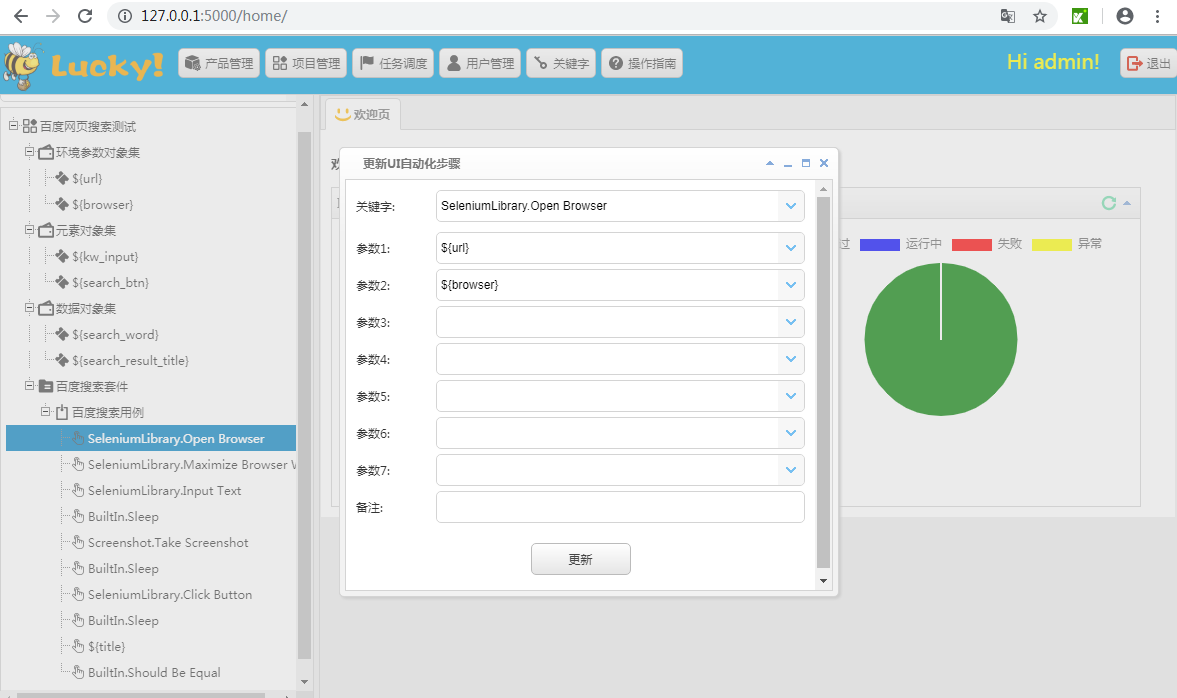 127.0.0.1:5000/home/
Lucky!
产品管理
项目管理
任务调度
用户管理
关键字
操作指南
Hi admin!
退出
百度网页搜索测试
环境参数对象集
${url}
${browser}
元素对象集
${kw_input}
${search_btn}
数据对象集
${search_word}
${search_result_title}
百度搜索套件
百度搜索用例
SeleniumLibrary.Open Browser
SeleniumLibrary.Maximize Browser
SeleniumLibrary.Input Text
BuiltIn.Sleep
Screenshot.Take Screenshot
BuiltIn.Sleep
SeleniumLibrary.Click Button
BuiltIn.Sleep
${title}
BuiltIn.Should Be Equal
欢迎页
更新UI自动化步骤
关键字:
SeleniumLibrary.Open Browser
参数1:
${url}
参数2:
${browser}
参数3:
参数4:
参数5:
参数6:
参数7:
备注:
更新
过
运行中
失败
异常